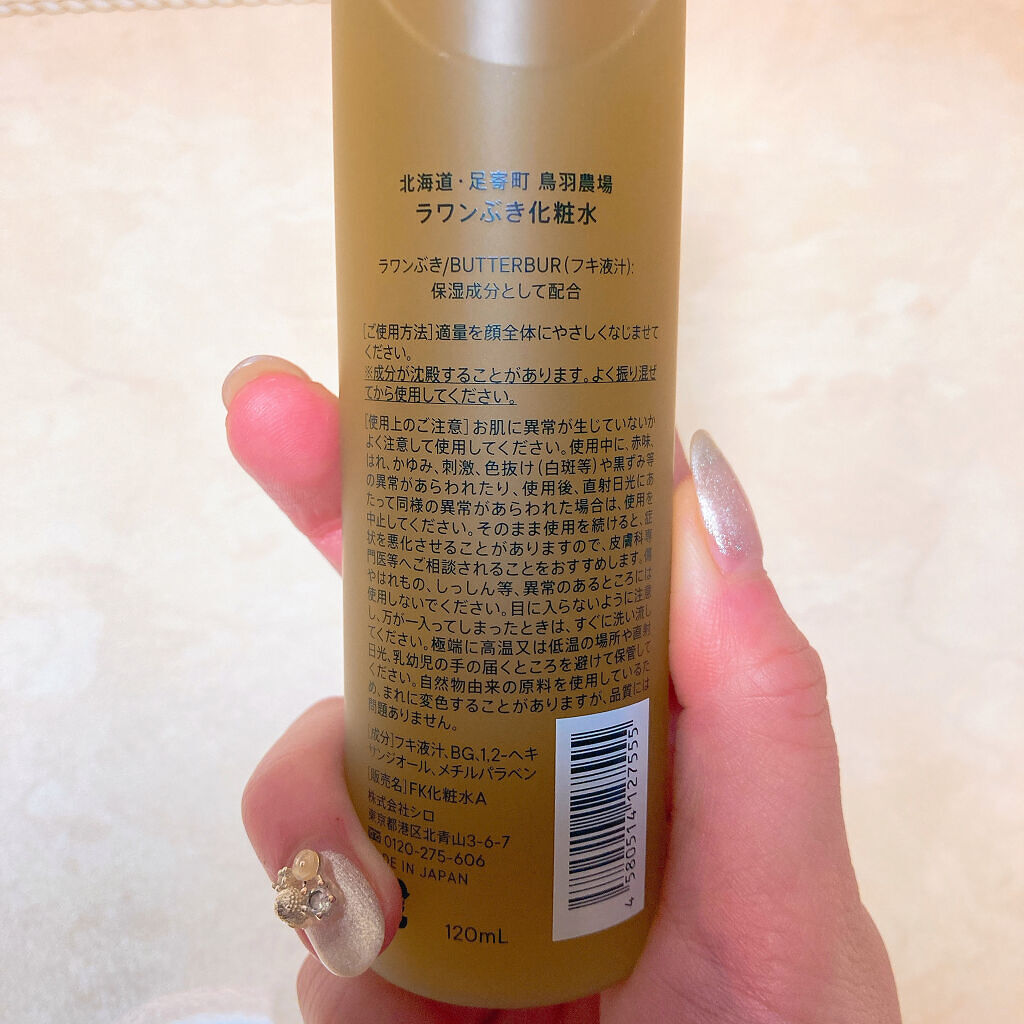 北海道・足寄町 鳥羽農場
ラワンぶき化粧水
ラワンぶき/BUTTERBUR(フキ液汁):
保湿成分として配合
[ご使用方法]適量を顔全体にやさしくなじませて
ください。
※成分が沈殿することがあります。よく振り混ぜ
てから使用してください。
[使用上のご注意]お肌に異常が生じていないか
よく注意して使用してください。使用中に、赤味、
はれ、かゆみ、刺激、色抜け(白斑等)や黒ずみ等
の異常があらわれたり、使用後、直射日光にあ
たって同様の異常があらわれた場合は、使用を
中止してください。そのまま使用を続けると、症
状を悪化させることがありますので、皮膚科専
門医等へご相談されることをおすすめします。傷
やはれもの、しっしん等、異常のあるところには
使用しないでください。目に入らないように注意
し、万が一入ってしまったときは、すぐに洗い流し
てください。極端に高温又は低温の場所や直射
日光、乳幼児の手の届くところを避けて保管して
ください。自然物由来の原料を使用しているた
め、まれに変色することがありますが、品質には
問題ありません。
[成分]フキ液汁、BG、1,2-ヘキ
サンジオール、メチルパラベン
[販売名]FK化粧水A
株式会社シロ
東京都港区北青山3-6-7
0120-275-606
DE IN JAPAN
120mL
4 580514 127555